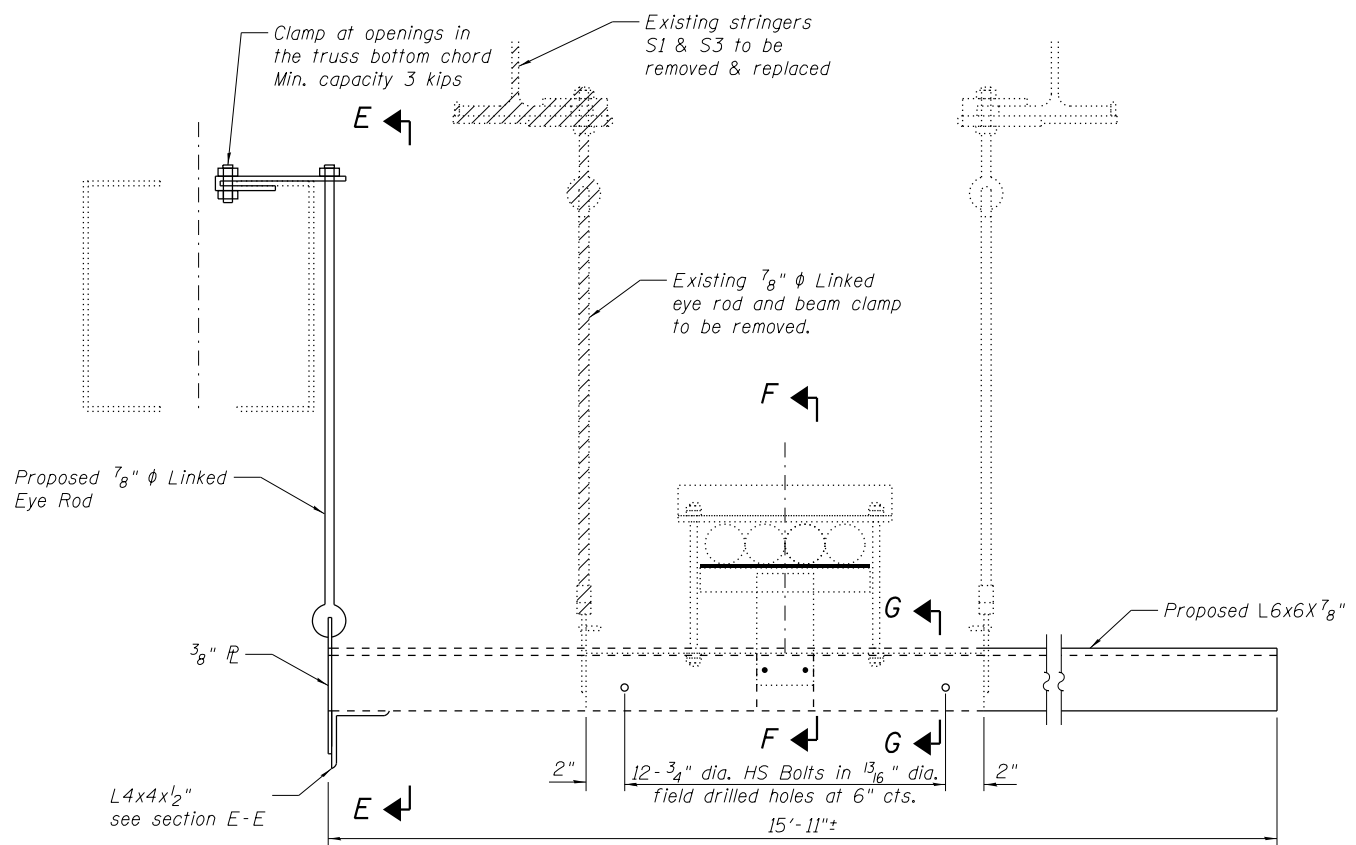 Clamp at openings in
the truss bottom chord
Min. capacity 3 kips
Existing stringers
S1 & S3 to be
removed & replaced
E
Existing 7/8" ϕ Linked
eye rod and beam clamp
to be removed.
F
Proposed 7/8" ϕ Linked
Eye Rod
G
Proposed L6x6X7/8"
3/8" ⅊
F
G
2"
12-3/4" dia. HS Bolts in 13/16" dia.
field drilled holes at 6" cts.
2"
L4x4x1/2"
see section E-E
E
15'-11"±